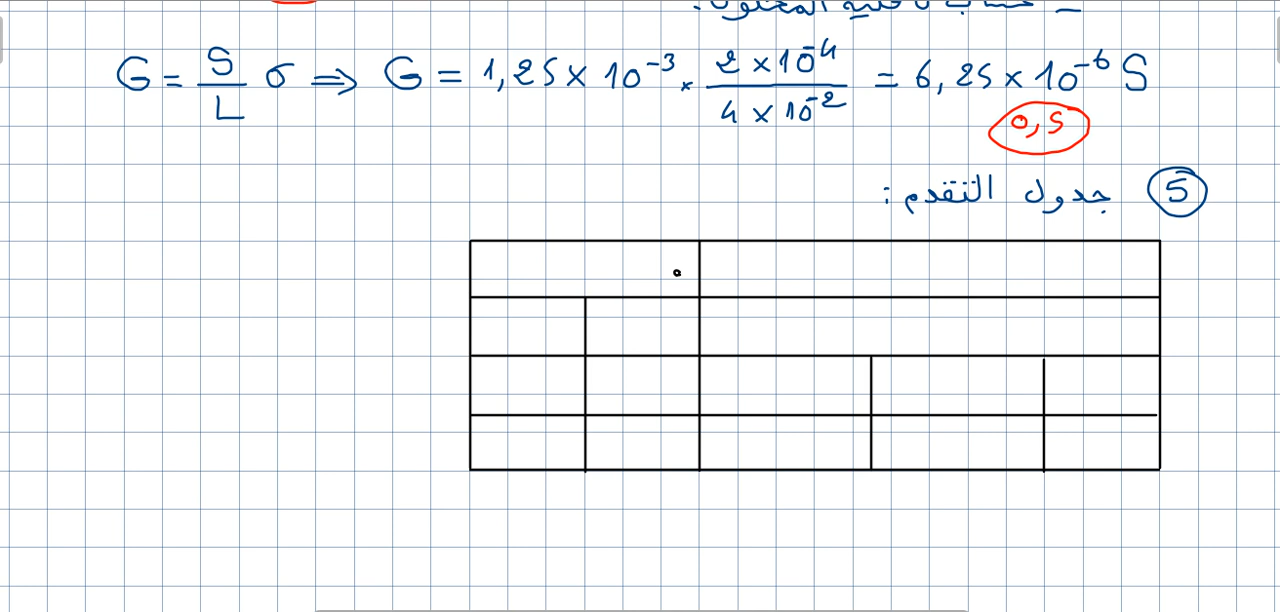 G = S/L σ ⇒ G = 1,25 × 10⁻³ × (2 × 10⁻⁴)/(4 × 10⁻²) = 6,25 × 10⁻⁶ S
0,5
5 جدول التقدم :